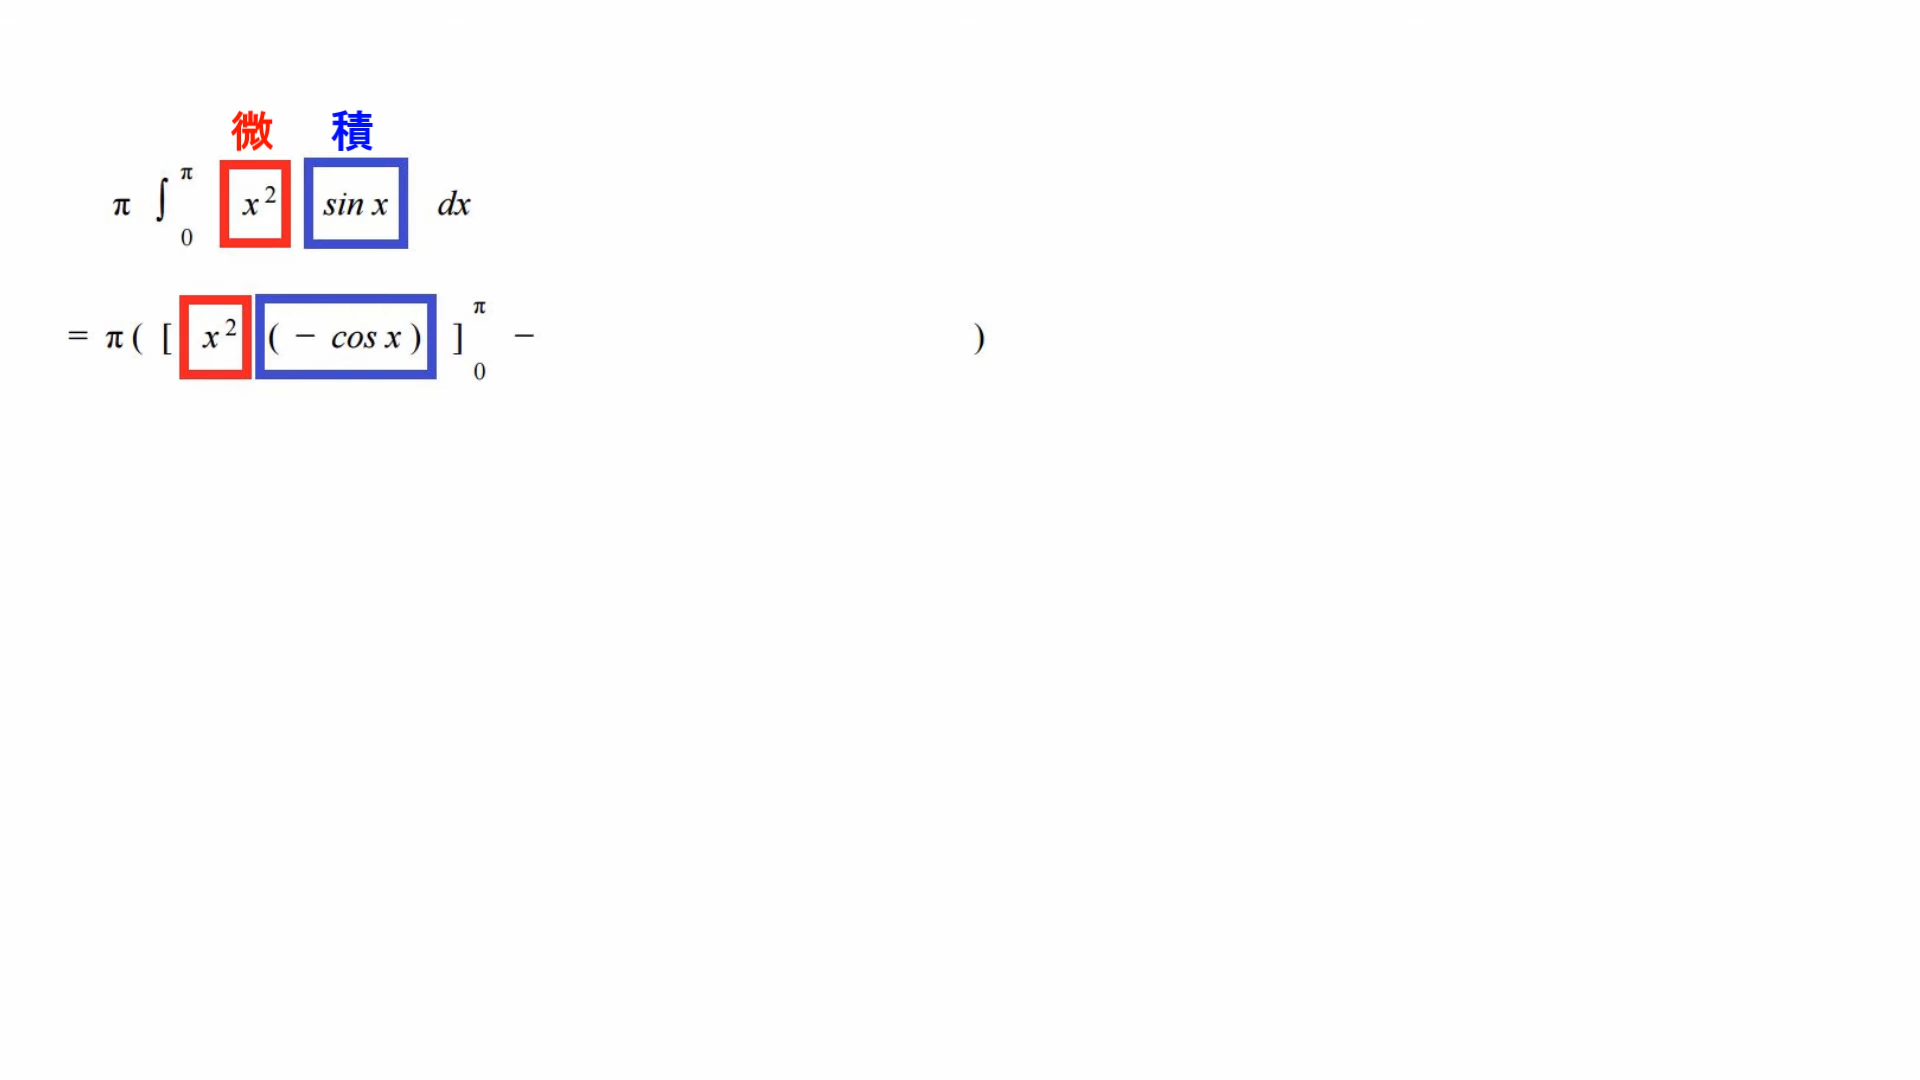 微 積
π ∫₀^π x² sin x dx
= π ( [ x² ( − cos x ) ]₀^π − )